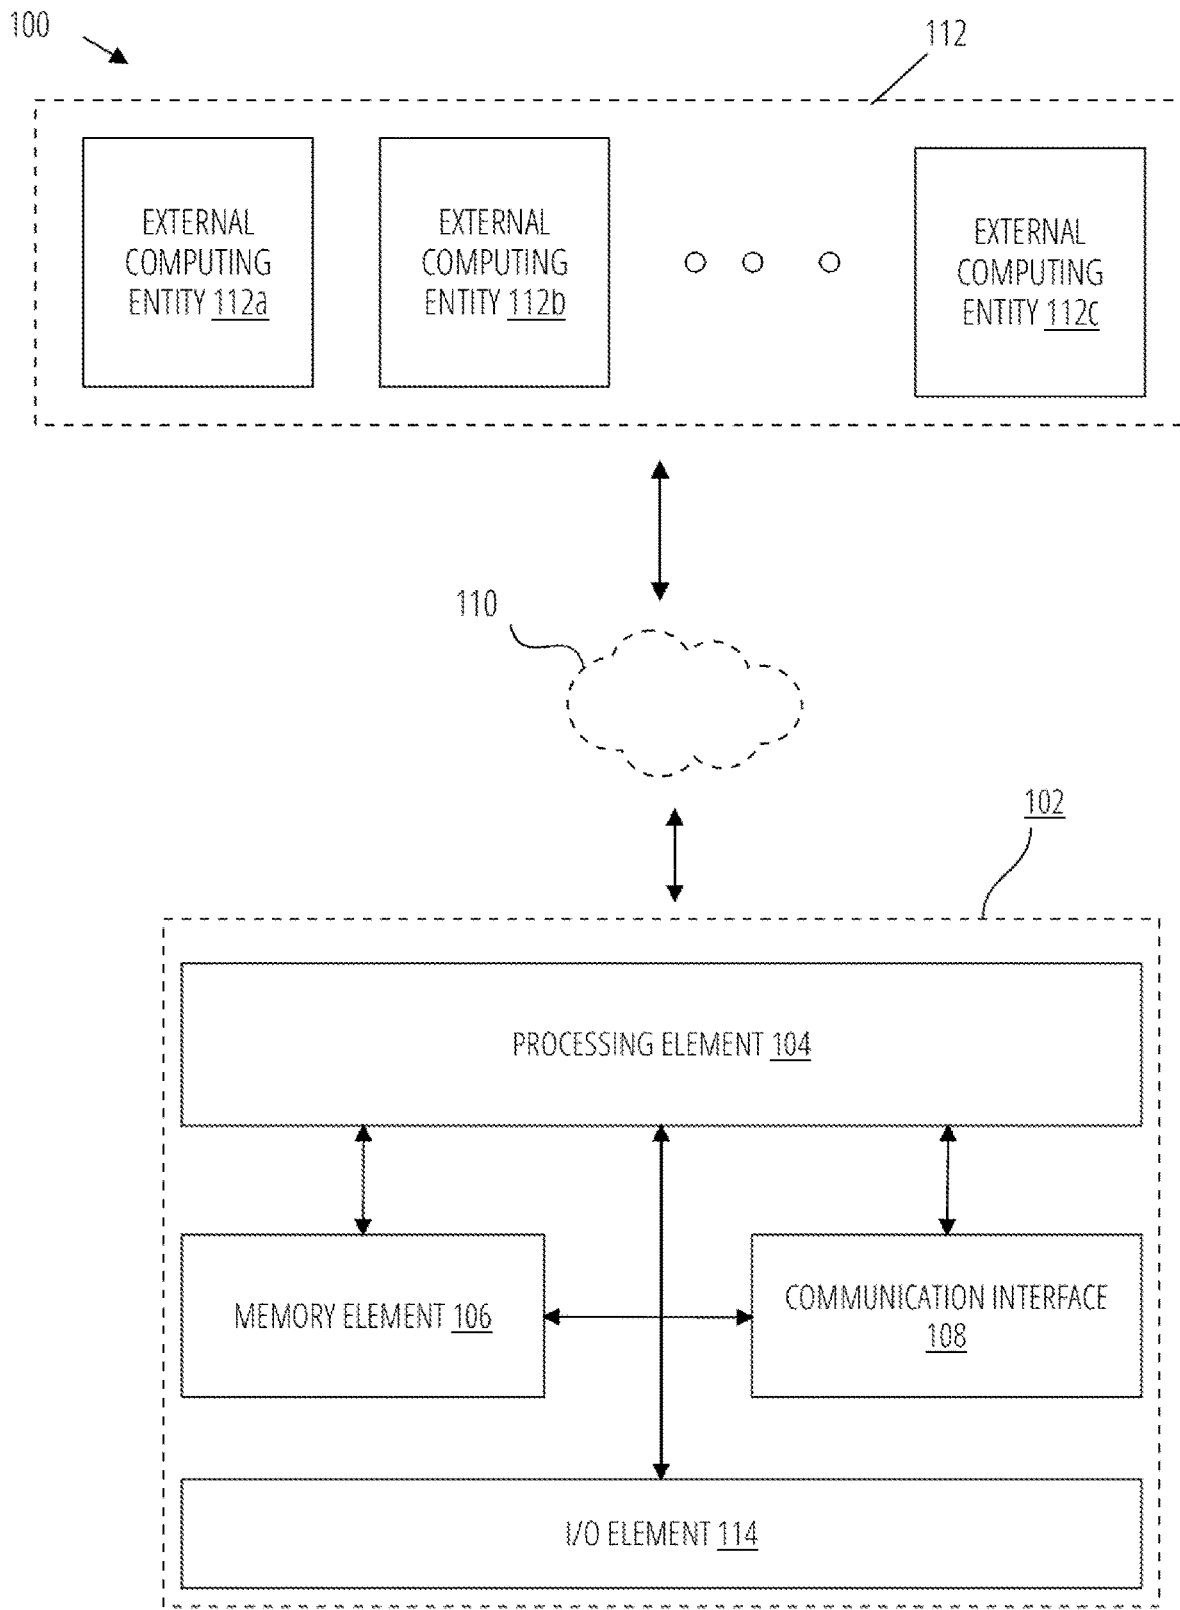 100
112
EXTERNAL
COMPUTING
ENTITY 112a
EXTERNAL
COMPUTING
ENTITY 112b
EXTERNAL
COMPUTING
ENTITY 112c
110
102
PROCESSING ELEMENT 104
MEMORY ELEMENT 106
COMMUNICATION INTERFACE
108
I/O ELEMENT 114